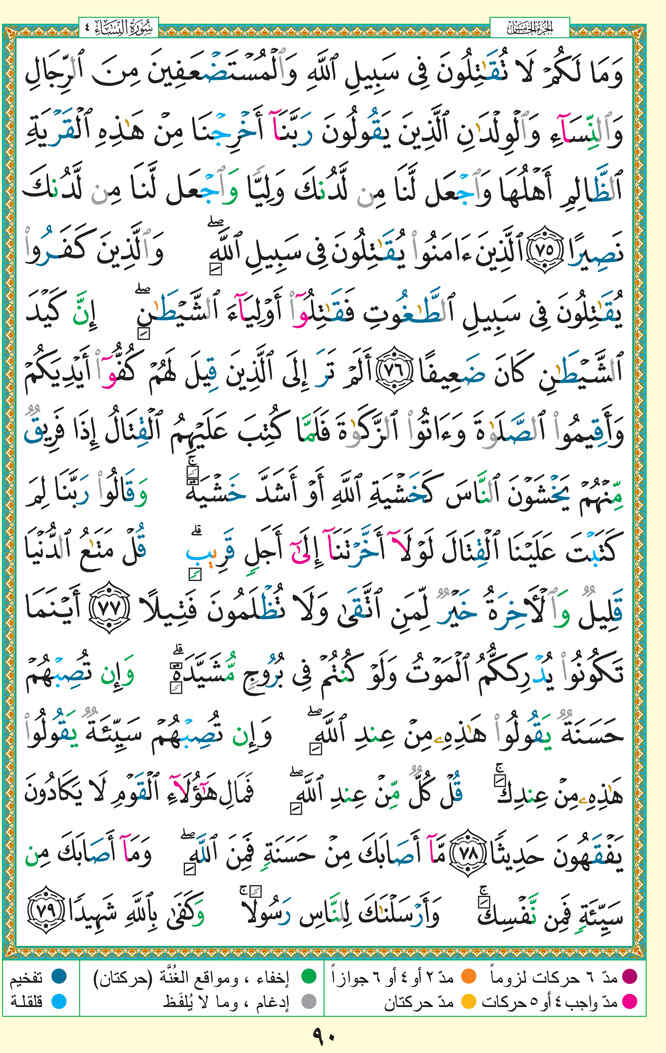 سُورَةُ النِّسَاءِ ٤
الجُزْءُ الخَامِسُ
وَمَا لَكُمْ لَا تُقَٰتِلُونَ فِى سَبِيلِ ٱللَّهِ وَٱلْمُسْتَضْعَفِينَ مِنَ ٱلرِّجَالِ
وَٱلنِّسَآءِ وَٱلْوِلْدَٰنِ ٱلَّذِينَ يَقُولُونَ رَبَّنَآ أَخْرِجْنَا مِنْ هَٰذِهِ ٱلْقَرْيَةِ
ٱلظَّالِمِ أَهْلُهَا وَٱجْعَل لَّنَا مِن لَّدُنكَ وَلِيًّا وَٱجْعَل لَّنَا مِن لَّدُنكَ
نَصِيرًا ﴿٧٥﴾ ٱلَّذِينَ ءَامَنُوا۟ يُقَٰتِلُونَ فِى سَبِيلِ ٱللَّهِ ۖ وَٱلَّذِينَ كَفَرُوا۟
يُقَٰتِلُونَ فِى سَبِيلِ ٱلطَّٰغُوتِ فَقَٰتِلُوٓا۟ أَوْلِيَآءَ ٱلشَّيْطَٰنِ ۖ إِنَّ كَيْدَ
ٱلشَّيْطَٰنِ كَانَ ضَعِيفًا ﴿٧٦﴾ أَلَمْ تَرَ إِلَى ٱلَّذِينَ قِيلَ لَهُمْ كُفُّوٓا۟ أَيْدِيَكُمْ
وَأَقِيمُوا۟ ٱلصَّلَوٰةَ وَءَاتُوا۟ ٱلزَّكَوٰةَ فَلَمَّا كُتِبَ عَلَيْهِمُ ٱلْقِتَالُ إِذَا فَرِيقٌ
مِّنْهُمْ يَخْشَوْنَ ٱلنَّاسَ كَخَشْيَةِ ٱللَّهِ أَوْ أَشَدَّ خَشْيَةً ۚ وَقَالُوا۟ رَبَّنَا لِمَ
كَتَبْتَ عَلَيْنَا ٱلْقِتَالَ لَوْلَآ أَخَّرْتَنَآ إِلَىٰٓ أَجَلٍ قَرِيبٍ ۗ قُلْ مَتَٰعُ ٱلدُّنْيَا
قَلِيلٌ وَٱلْءَاخِرَةُ خَيْرٌ لِّمَنِ ٱتَّقَىٰ وَلَا تُظْلَمُونَ فَتِيلًا ﴿٧٧﴾ أَيْنَمَا
تَكُونُوا۟ يُدْرِككُّمُ ٱلْمَوْتُ وَلَوْ كُنتُمْ فِى بُرُوجٍ مُّشَيَّدَةٍ ۗ وَإِن تُصِبْهُمْ
حَسَنَةٌ يَقُولُوا۟ هَٰذِهِۦ مِنْ عِندِ ٱللَّهِ ۖ وَإِن تُصِبْهُمْ سَيِّئَةٌ يَقُولُوا۟
هَٰذِهِۦ مِنْ عِندِكَ ۚ قُلْ كُلٌّ مِّنْ عِندِ ٱللَّهِ ۖ فَمَالِ هَٰٓؤُلَآءِ ٱلْقَوْمِ لَا يَكَادُونَ
يَفْقَهُونَ حَدِيثًا ﴿٧٨﴾ مَّآ أَصَابَكَ مِنْ حَسَنَةٍ فَمِنَ ٱللَّهِ ۖ وَمَآ أَصَابَكَ مِن
سَيِّئَةٍ فَمِن نَّفْسِكَ ۚ وَأَرْسَلْنَٰكَ لِلنَّاسِ رَسُولًا ۚ وَكَفَىٰ بِٱللَّهِ شَهِيدًا ﴿٧٩﴾
مدّ ٦ حركات لزوماً مدّ ٢ أو ٤ أو ٦ جوازاً إخفاء ، ومواقع الغُنَّة (حركتان) تفخيم
مدّ واجب ٤ أو ٥ حركات مدّ حركتان إدغام ، وما لا يُلفَظ قلقلة
٩٠